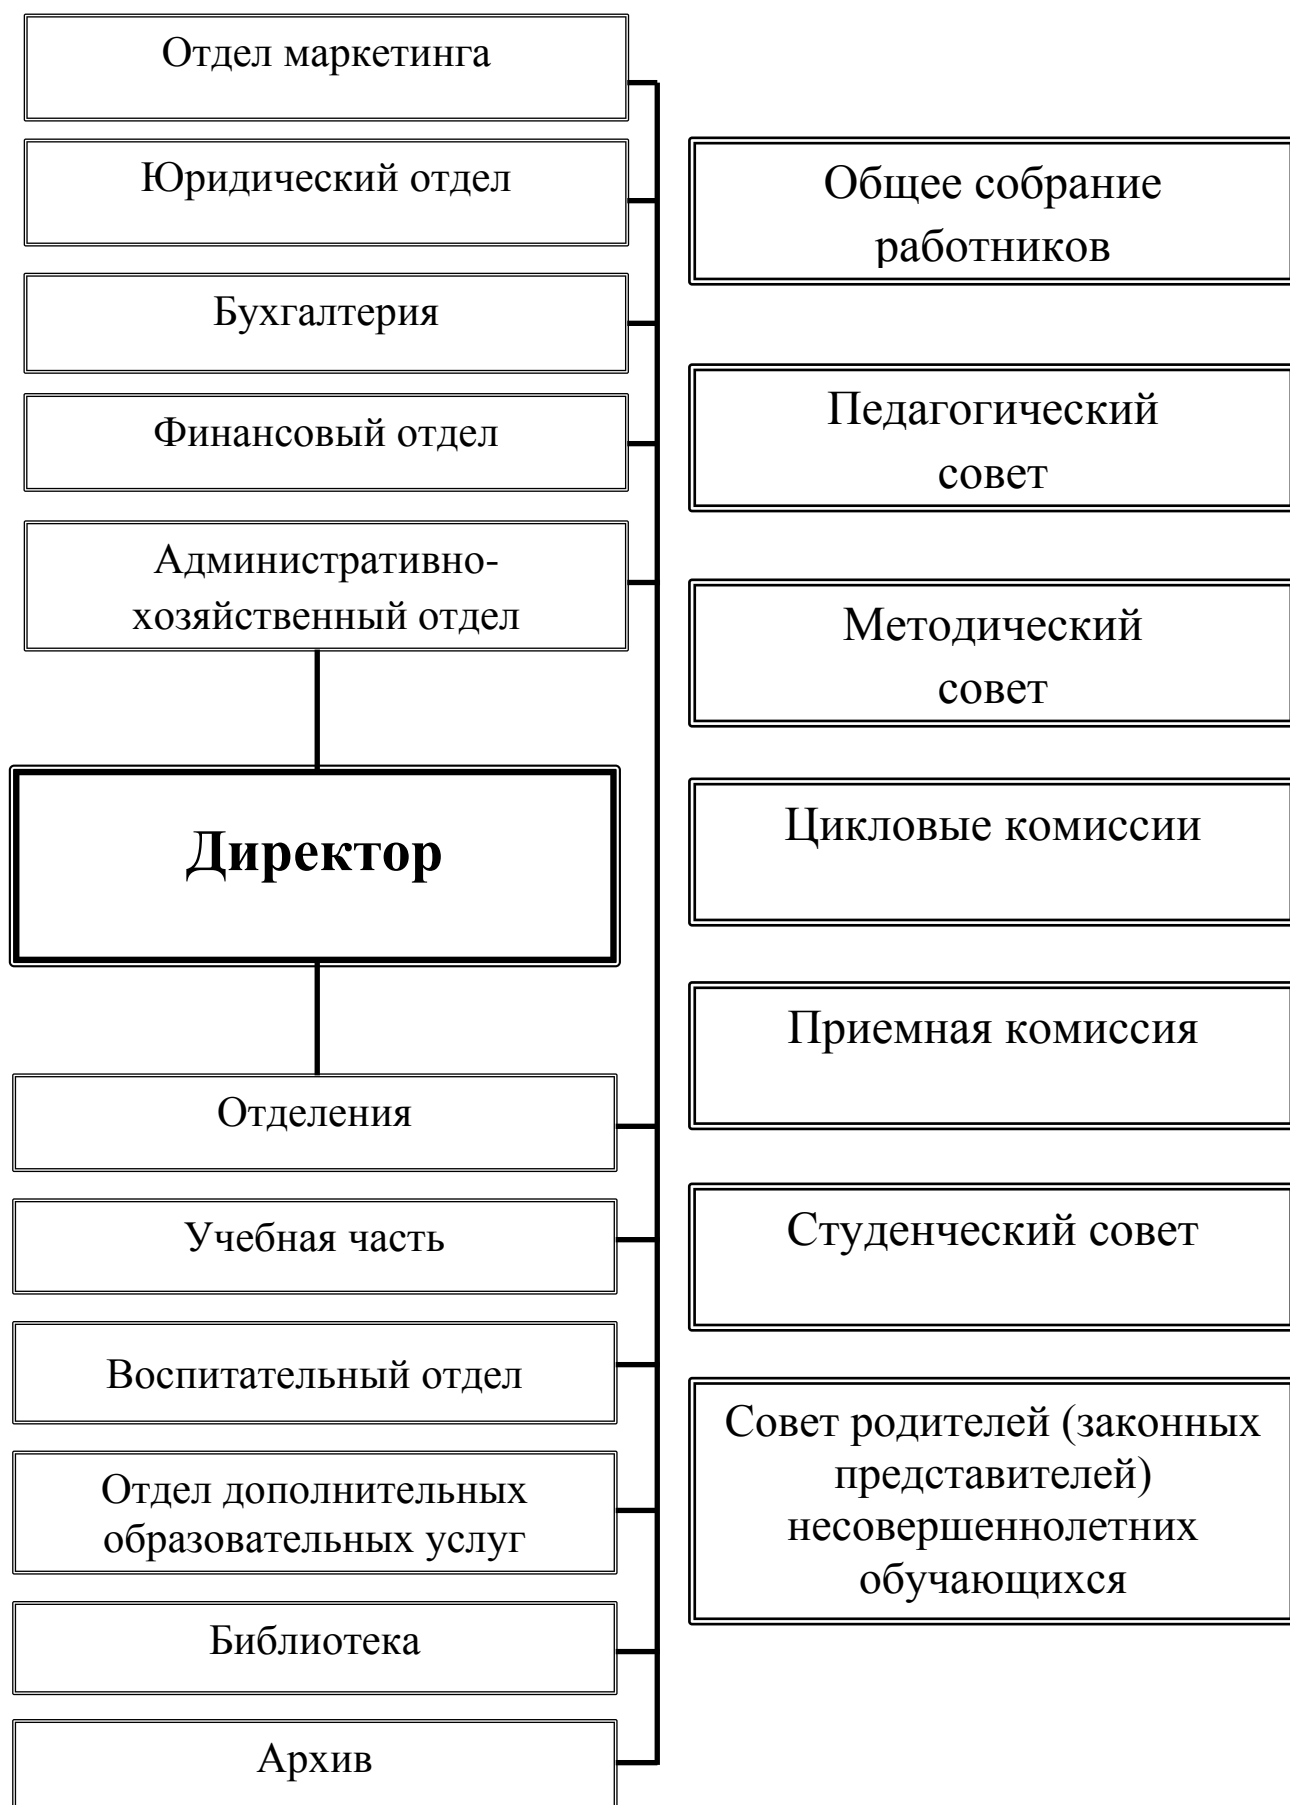 Отдел маркетинга
Юридический отдел
Бухгалтерия
Финансовый отдел
Административно-
хозяйственный отдел
Директор
Отделения
Учебная часть
Воспитательный отдел
Отдел дополнительных
образовательных услуг
Библиотека
Архив
Общее собрание
работников
Педагогический
совет
Методический
совет
Цикловые комиссии
Приемная комиссия
Студенческий совет
Совет родителей (законных
представителей)
несовершеннолетних
обучающихся